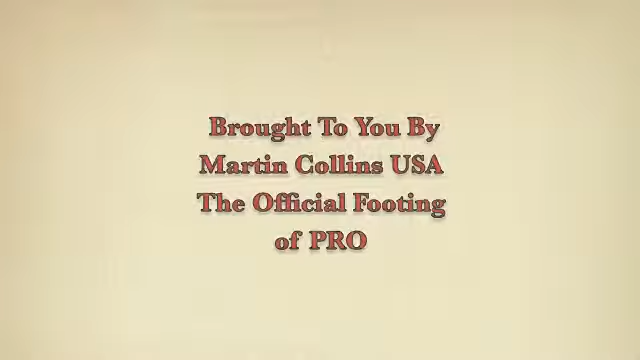 Brought To You By
Martin Collins USA
The Official Footing
of PRO